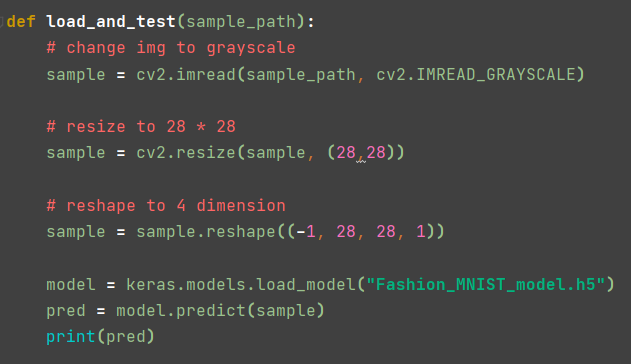 def load_and_test(sample_path):
    # change img to grayscale
    sample = cv2.imread(sample_path, cv2.IMREAD_GRAYSCALE)

    # resize to 28 * 28
    sample = cv2.resize(sample, (28,28))

    # reshape to 4 dimension
    sample = sample.reshape((-1, 28, 28, 1))

    model = keras.models.load_model("Fashion_MNIST_model.h5")
    pred = model.predict(sample)
    print(pred)